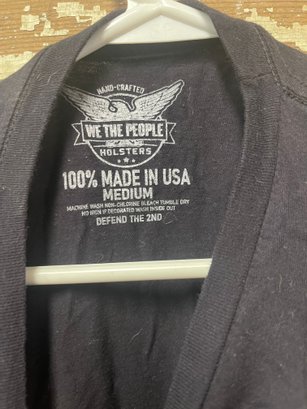 HAND-CRAFTED
WE THE PEOPLE
HOLSTERS
100% MADE IN USA
MEDIUM
MACHINE WASH NON-CHLORINE BLEACH TUMBLE DRY
NO IRON IF DECORATED WASH INSIDE OUT
DEFEND THE 2ND